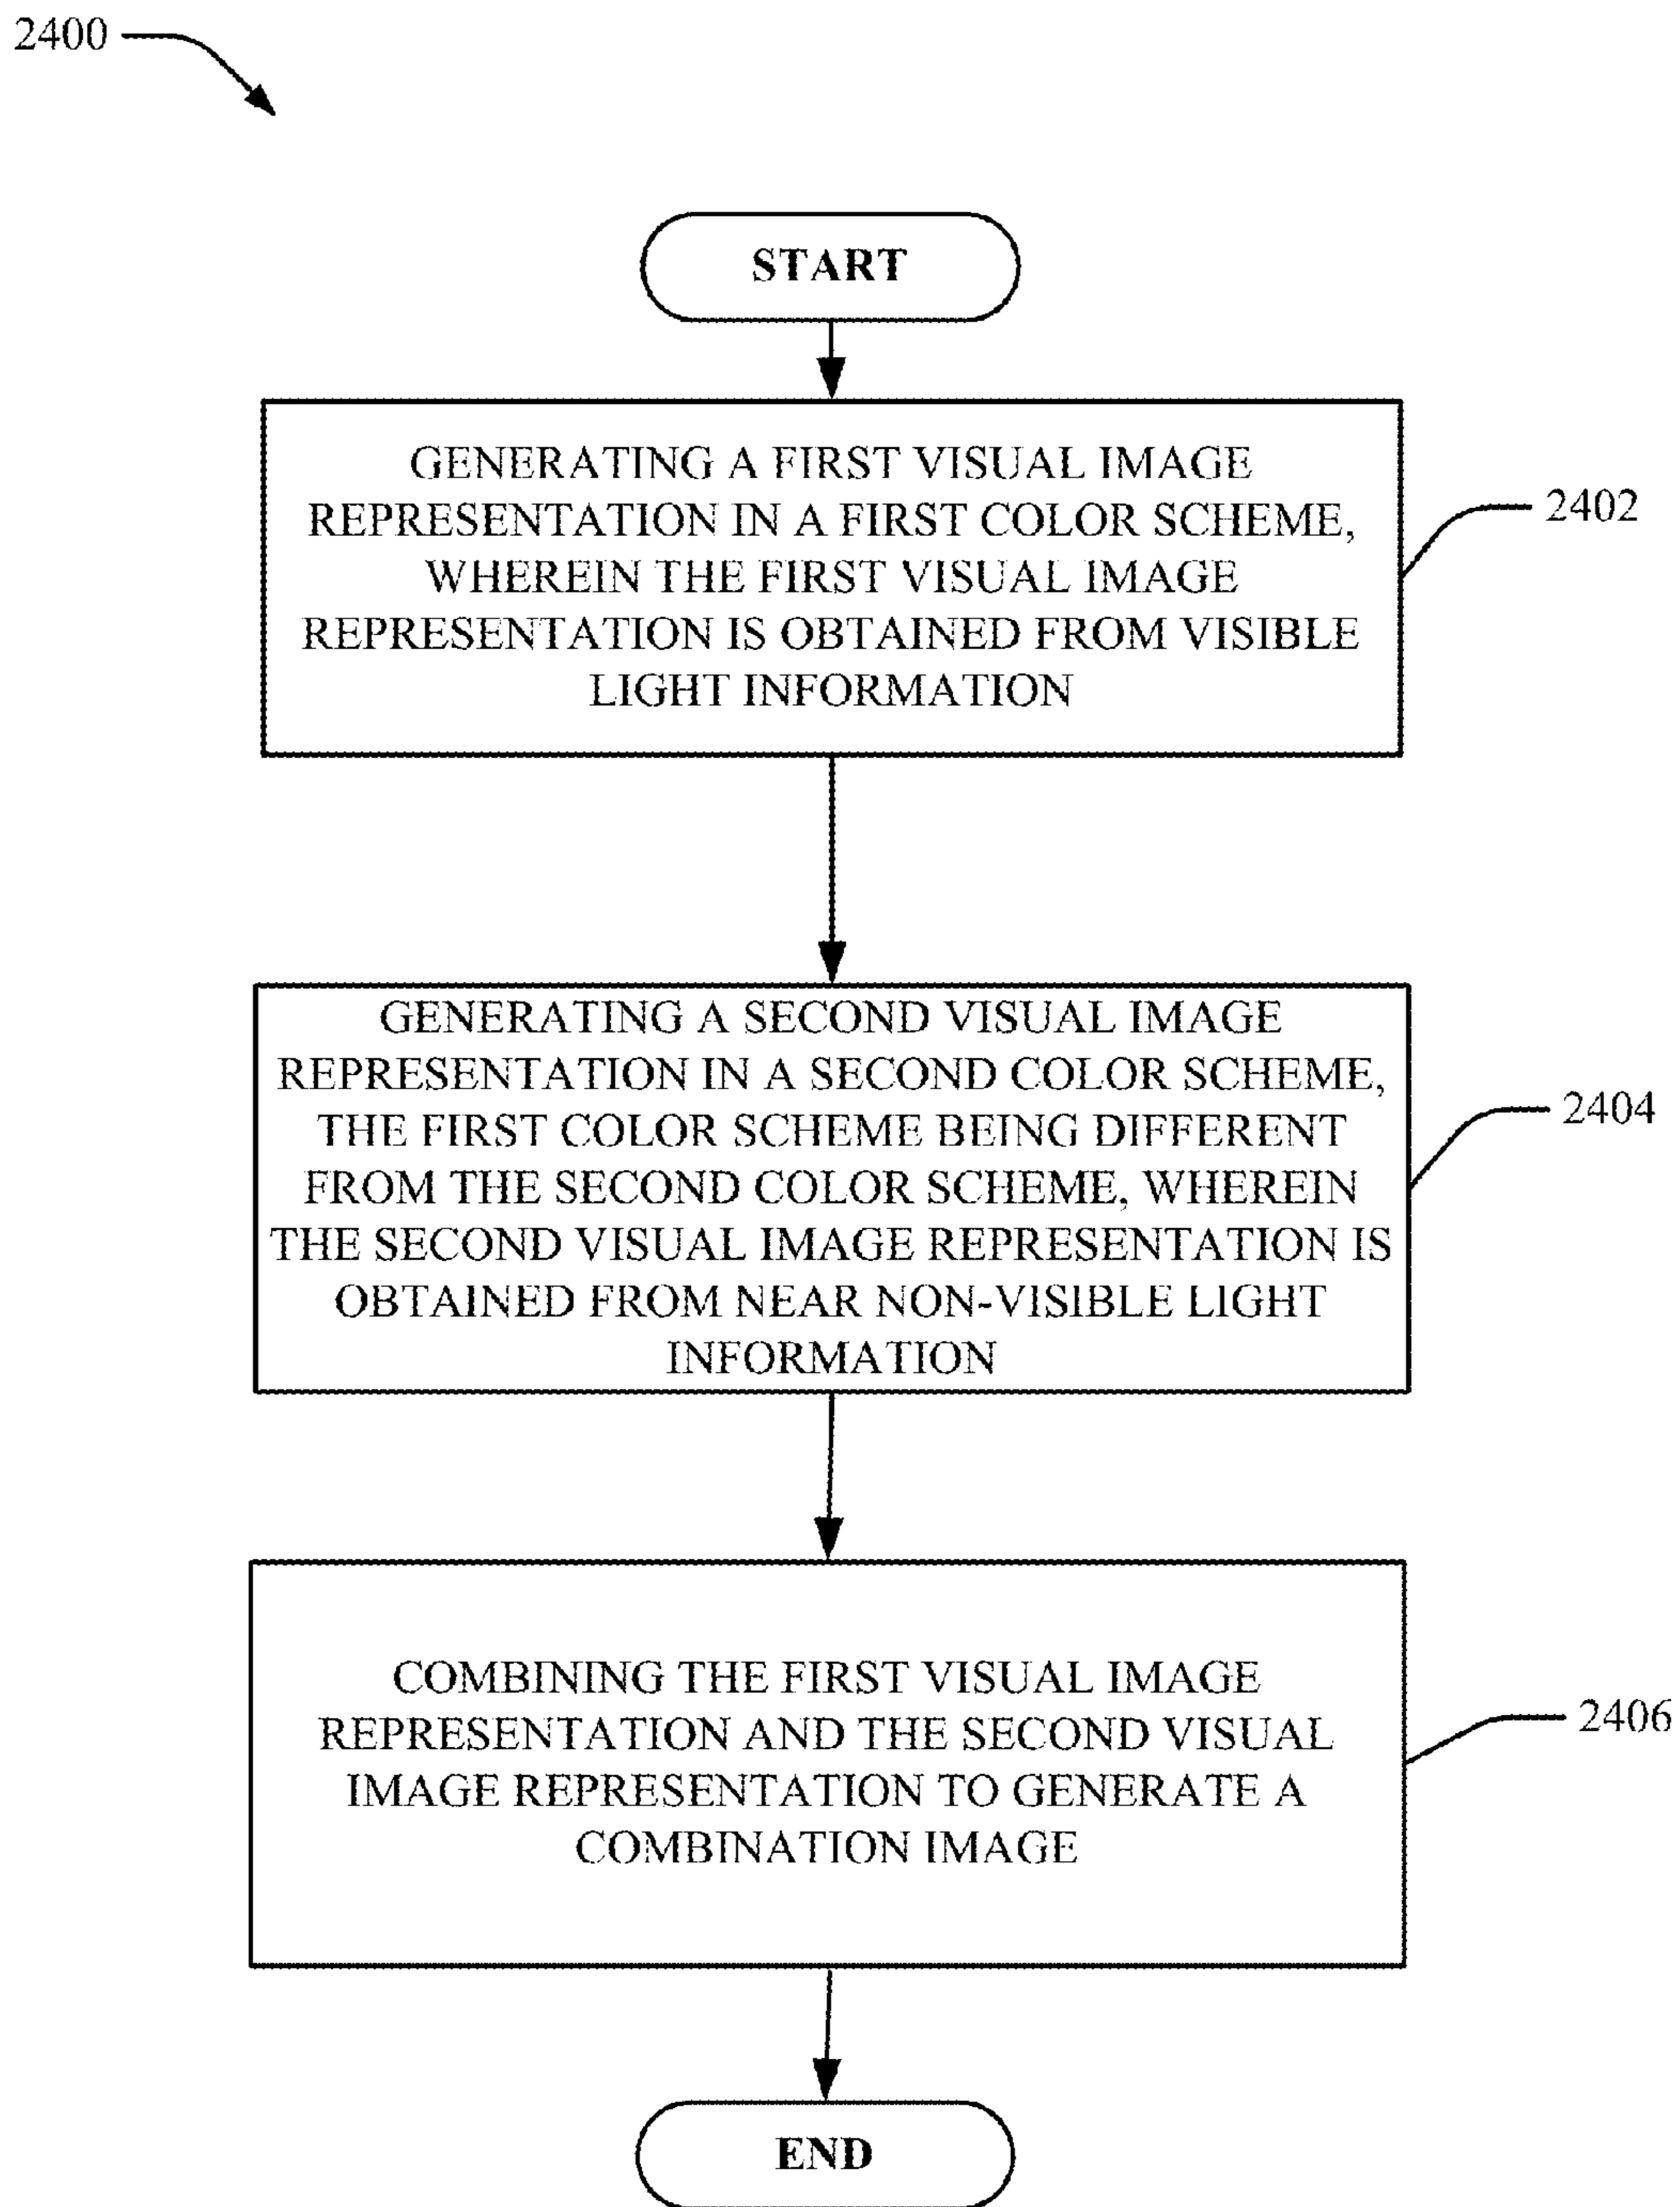 2400
START
GENERATING A FIRST VISUAL IMAGE
REPRESENTATION IN A FIRST COLOR SCHEME,
WHEREIN THE FIRST VISUAL IMAGE
REPRESENTATION IS OBTAINED FROM VISIBLE
LIGHT INFORMATION
2402
GENERATING A SECOND VISUAL IMAGE
REPRESENTATION IN A SECOND COLOR SCHEME,
THE FIRST COLOR SCHEME BEING DIFFERENT
FROM THE SECOND COLOR SCHEME, WHEREIN
THE SECOND VISUAL IMAGE REPRESENTATION IS
OBTAINED FROM NEAR NON-VISIBLE LIGHT
INFORMATION
2404
COMBINING THE FIRST VISUAL IMAGE
REPRESENTATION AND THE SECOND VISUAL
IMAGE REPRESENTATION TO GENERATE A
COMBINATION IMAGE
2406
END